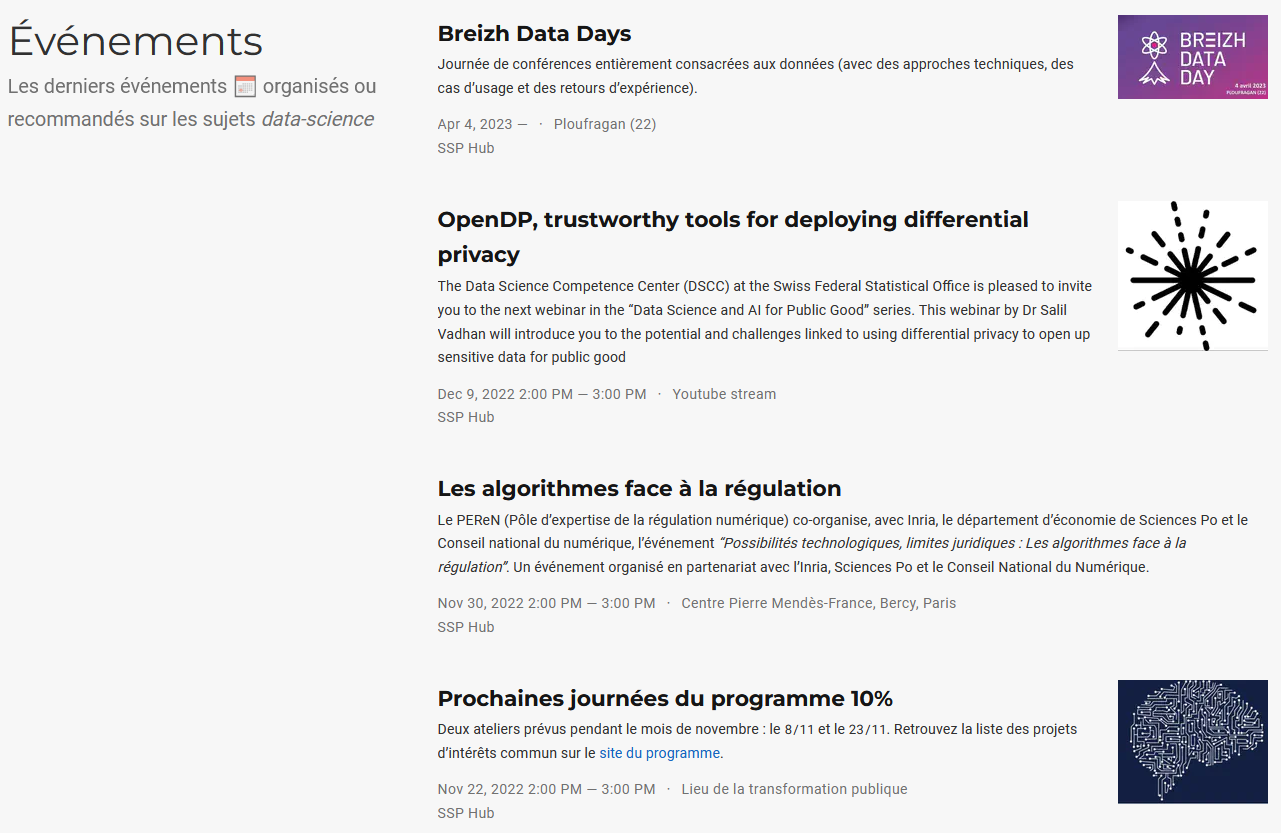 Événements
Les derniers événements organisés ou
recommandés sur les sujets data-science
Breizh Data Days
Journée de conférences entièrement consacrées aux données (avec des approches techniques, des
cas d’usage et des retours d’expérience).
Apr 4, 2023 — · Ploufragan (22)
SSP Hub
BREIZH
DATA
DAY
4 avril 2023
PLOUFRAGAN (22)
OpenDP, trustworthy tools for deploying differential
privacy
The Data Science Competence Center (DSCC) at the Swiss Federal Statistical Office is pleased to invite
you to the next webinar in the “Data Science and AI for Public Good” series. This webinar by Dr Salil
Vadhan will introduce you to the potential and challenges linked to using differential privacy to open up
sensitive data for public good
Dec 9, 2022 2:00 PM — 3:00 PM · Youtube stream
SSP Hub
Les algorithmes face à la régulation
Le PEReN (Pôle d’expertise de la régulation numérique) co-organise, avec Inria, le département d’économie de Sciences Po et le
Conseil national du numérique, l’événement “Possibilités technologiques, limites juridiques : Les algorithmes face à la
régulation”. Un événement organisé en partenariat avec l’Inria, Sciences Po et le Conseil National du Numérique.
Nov 30, 2022 2:00 PM — 3:00 PM · Centre Pierre Mendès-France, Bercy, Paris
SSP Hub
Prochaines journées du programme 10%
Deux ateliers prévus pendant le mois de novembre : le 8/11 et le 23/11. Retrouvez la liste des projets
d’intérêts commun sur le site du programme.
Nov 22, 2022 2:00 PM — 3:00 PM · Lieu de la transformation publique
SSP Hub